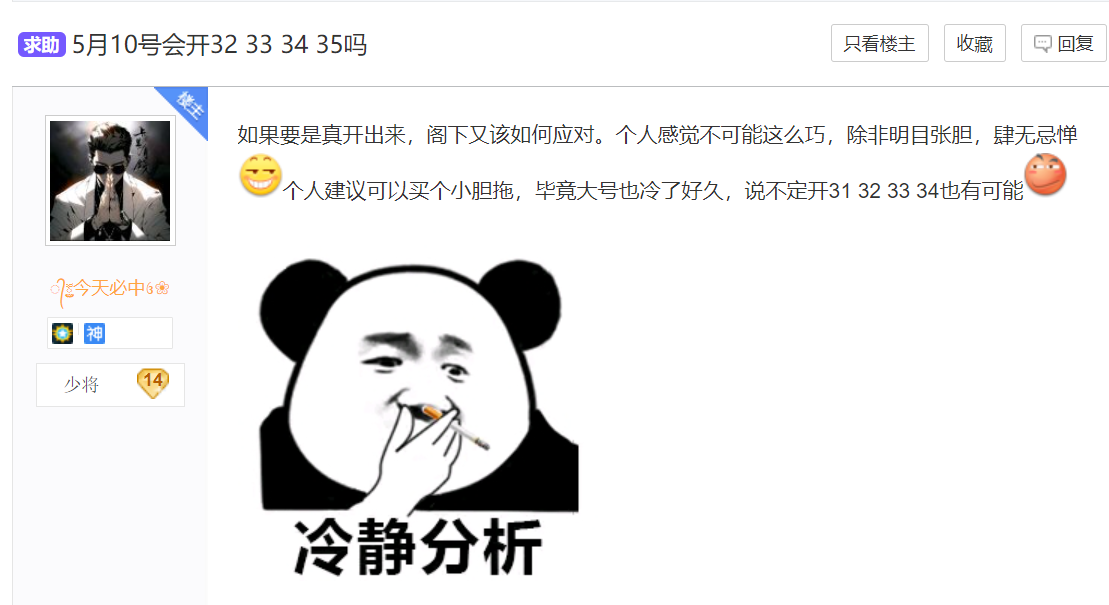 求助 5月10号会开32 33 34 35吗
只看楼主 收藏 回复
楼主
如果要是真开出来，阁下又该如何应对。个人感觉不可能这么巧，除非明目张胆，肆无忌惮
个人建议可以买个小胆拖，毕竟大号也冷了好久，说不定开31 32 33 34也有可能
今天必中
神
少将 14
冷静分析